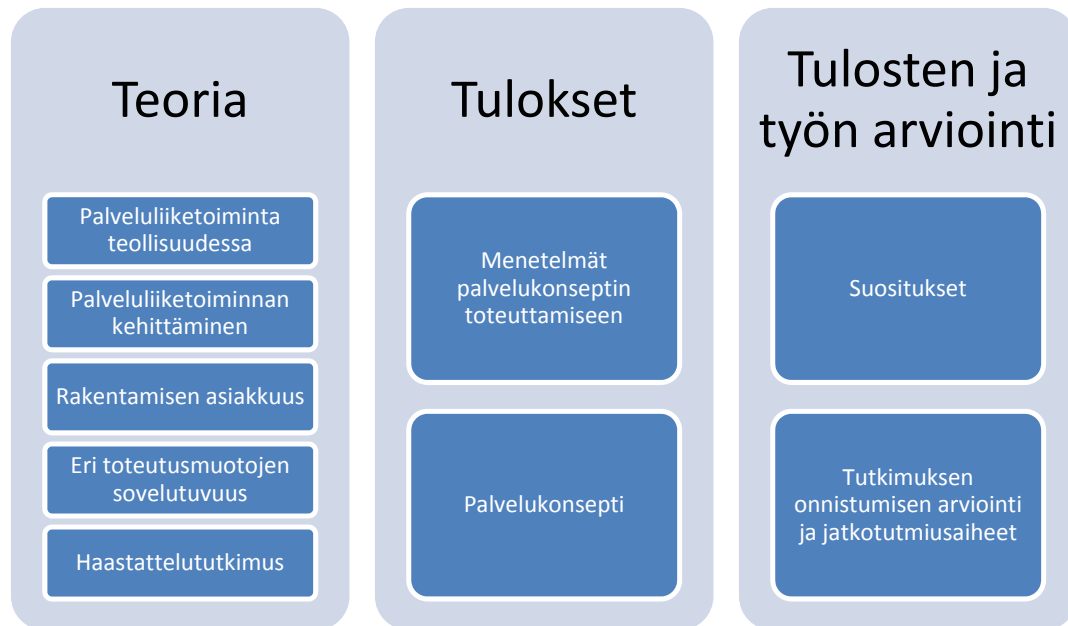 Teoria
Palveluliiketoiminta
teollisuudessa
Palveluliiketoiminnan
kehittäminen
Rakentamisen asiakkuus
Eri toteutusmuotojen
sovelutuvuus
Haastattelututkimus
Tulokset
Menetelmät
palvelukonseptin
toteuttamiseen
Palvelukonsepti
Tulosten ja
työn arviointi
Suositukset
Tutkimuksen
onnistumisen arviointi
ja jatkotutmiusaiheet